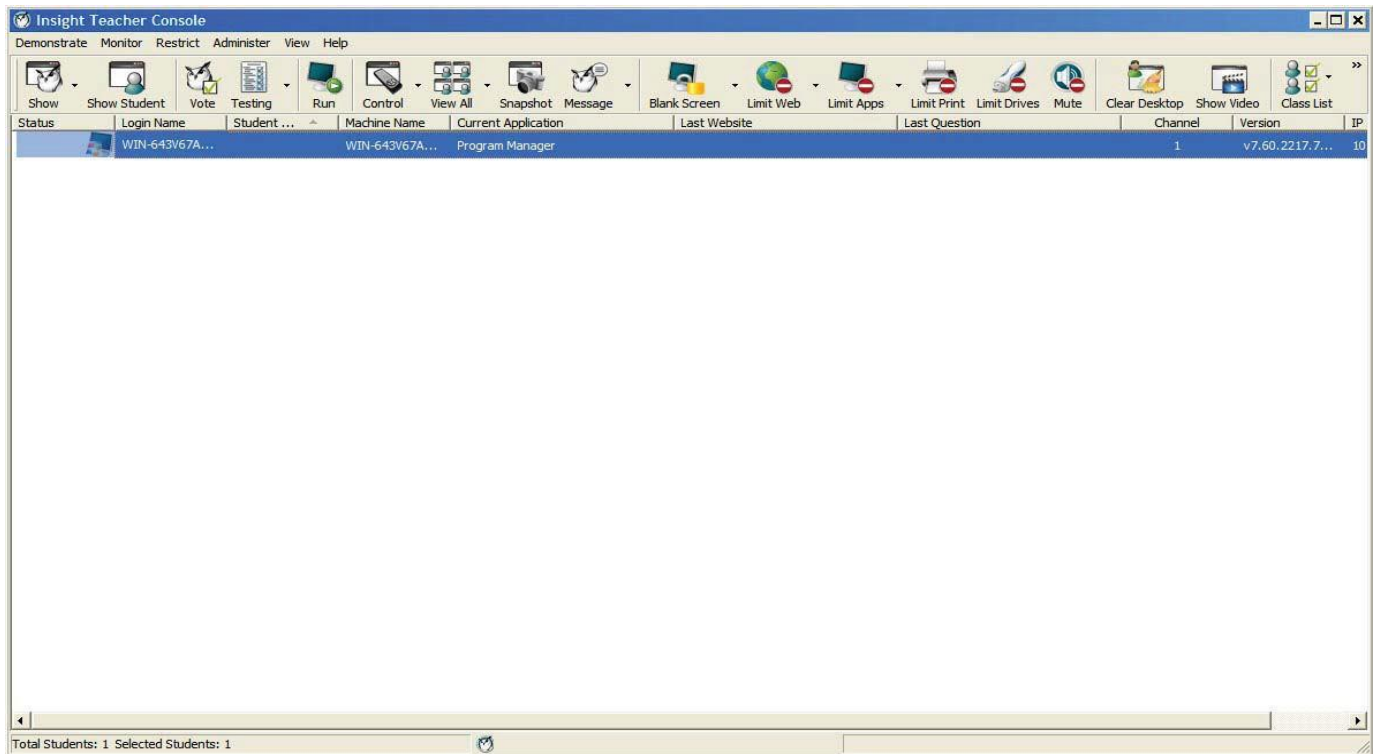 Insight Teacher Console
Demonstrate Monitor Restrict Administer View Help
Show Show Student Vote Testing Run Control View All Snapshot Message Blank Screen Limit Web Limit Apps Limit Print Limit Drives Mute Clear Desktop Show Video Class List »
Status Login Name Student ... Machine Name Current Application Last Website Last Question Channel Version IP
WIN-643V67A... WIN-643V67A... Program Manager 1 v7.60.2217.7... 10
Total Students: 1 Selected Students: 1